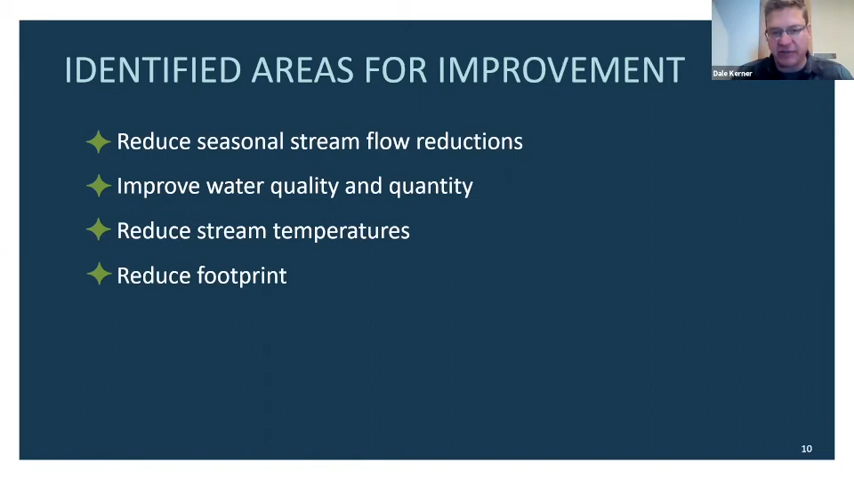 IDENTIFIED AREAS FOR IMPROVEMENT
Dale Kerner
Reduce seasonal stream flow reductions
Improve water quality and quantity
Reduce stream temperatures
Reduce footprint
10